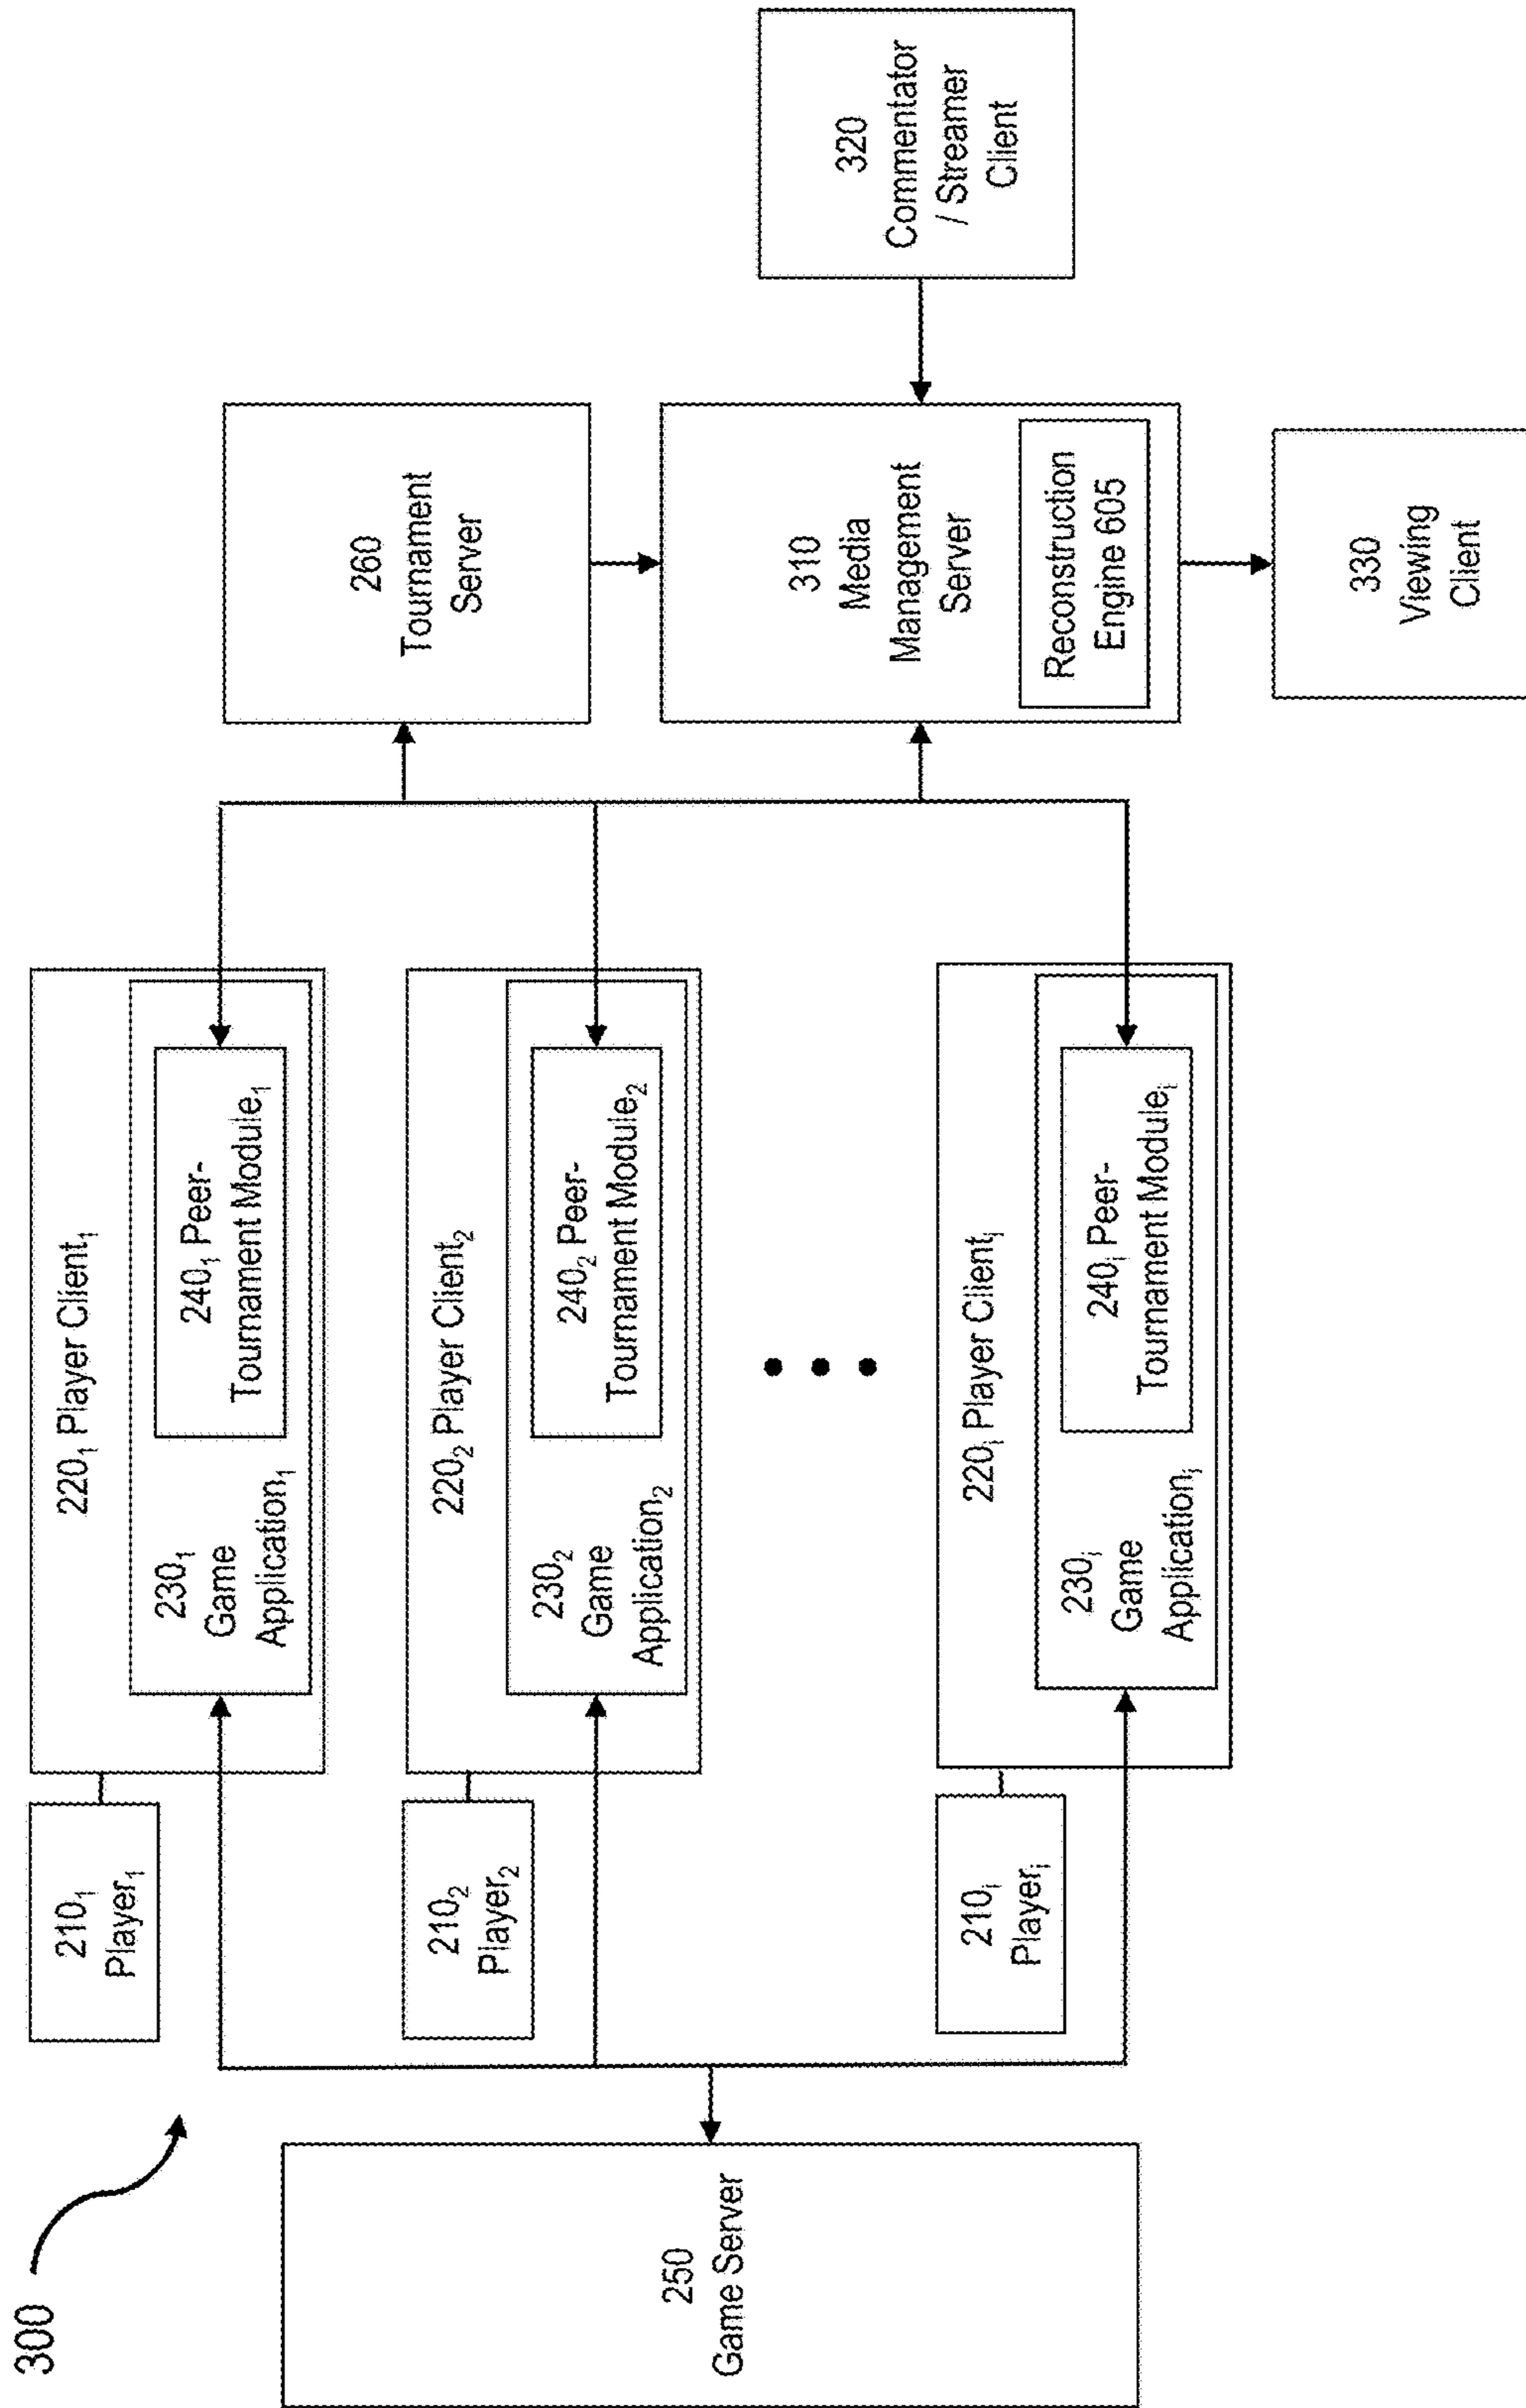 300
250
Game Server
210₁
Player₁
220₁ Player Client₁
230₁
Game
Application₁
240₁ Peer-
Tournament Module₁
210₂
Player₂
220₂ Player Client₂
230₂
Game
Application₂
240₂ Peer-
Tournament Module₂
210ᵢ
Playerᵢ
220ᵢ Player Clientᵢ
230ᵢ
Game
Applicationᵢ
240ᵢ Peer-
Tournament Moduleᵢ
260
Tournament
Server
310
Media
Management
Server
Reconstruction
Engine 605
320
Commentator
/ Streamer
Client
330
Viewing
Client